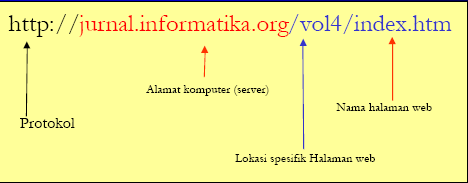 http://jurnal.informatika.org/vol4/index.htm
Alamat komputer (server)
Nama halaman web
Protokol
Lokasi spesifik Halaman web